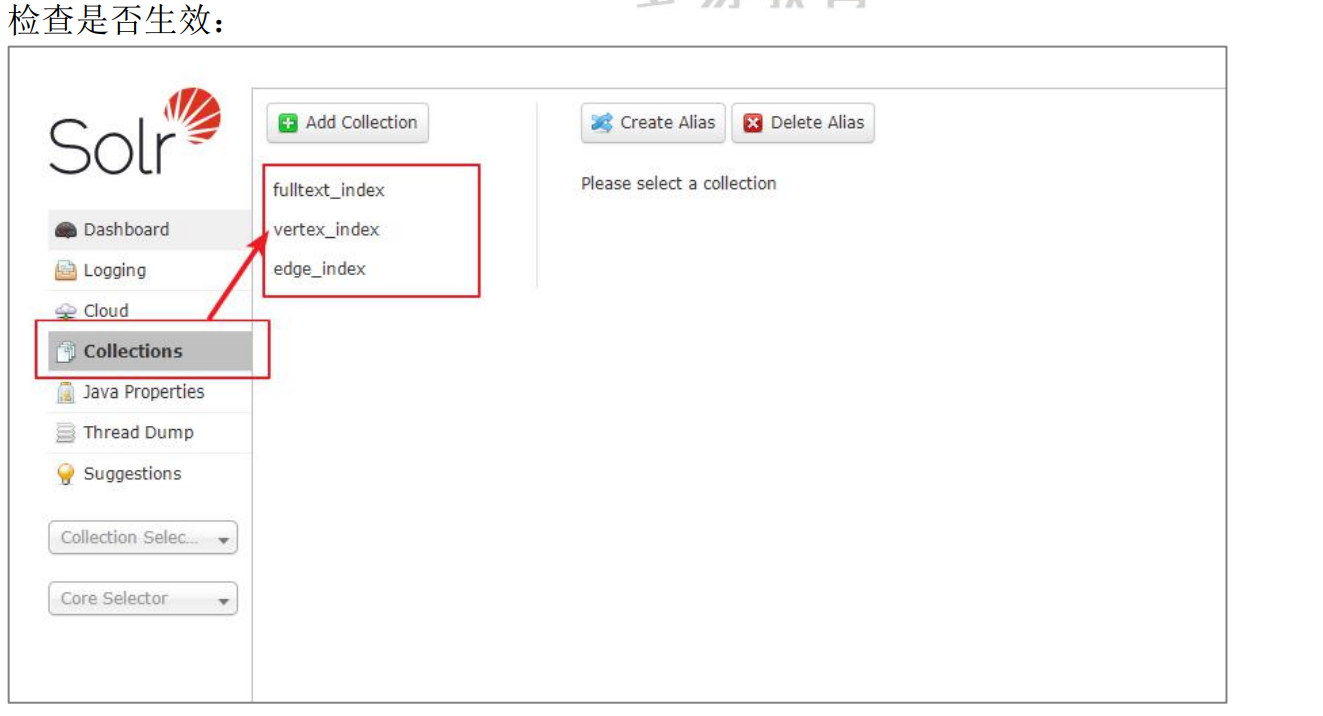 检查是否生效：
Solr
Add Collection
Create Alias
Delete Alias
fulltext_index
vertex_index
edge_index
Please select a collection
Dashboard
Logging
Cloud
Collections
Java Properties
Thread Dump
Suggestions
Collection Selec...
Core Selector